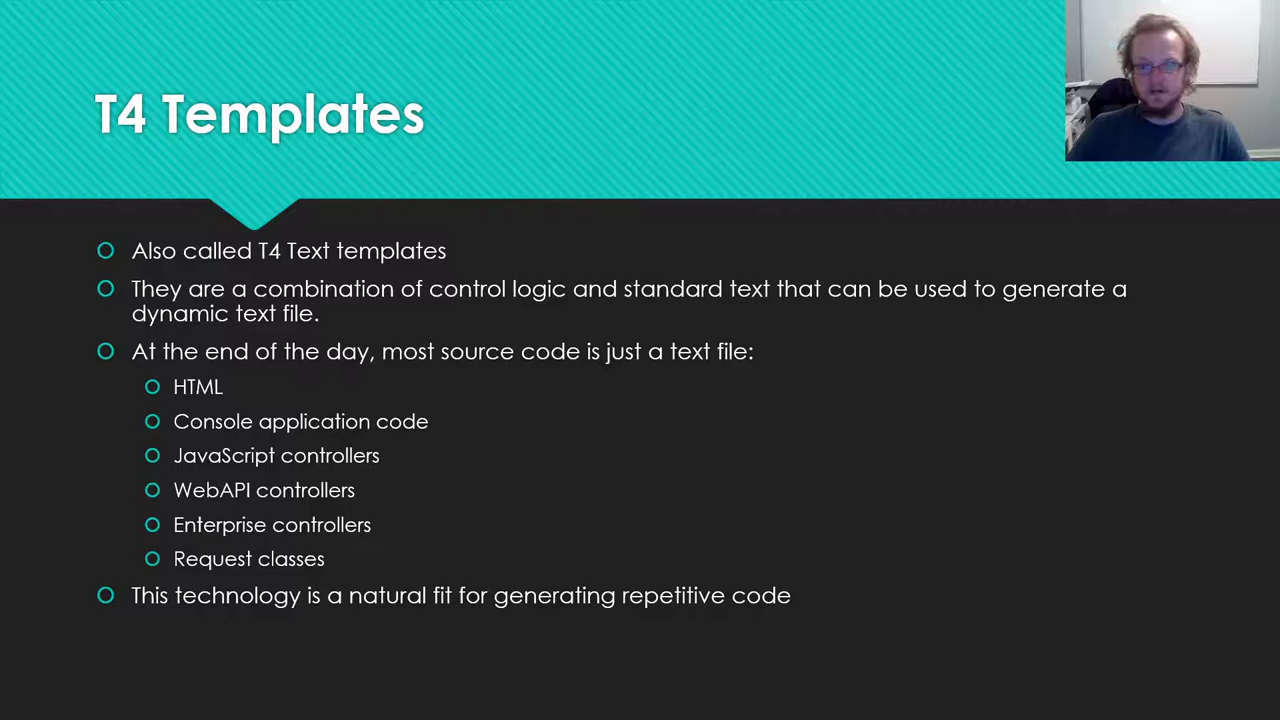 T4 Templates
Also called T4 Text templates
They are a combination of control logic and standard text that can be used to generate a
dynamic text file.
At the end of the day, most source code is just a text file:
HTML
Console application code
JavaScript controllers
WebAPI controllers
Enterprise controllers
Request classes
This technology is a natural fit for generating repetitive code